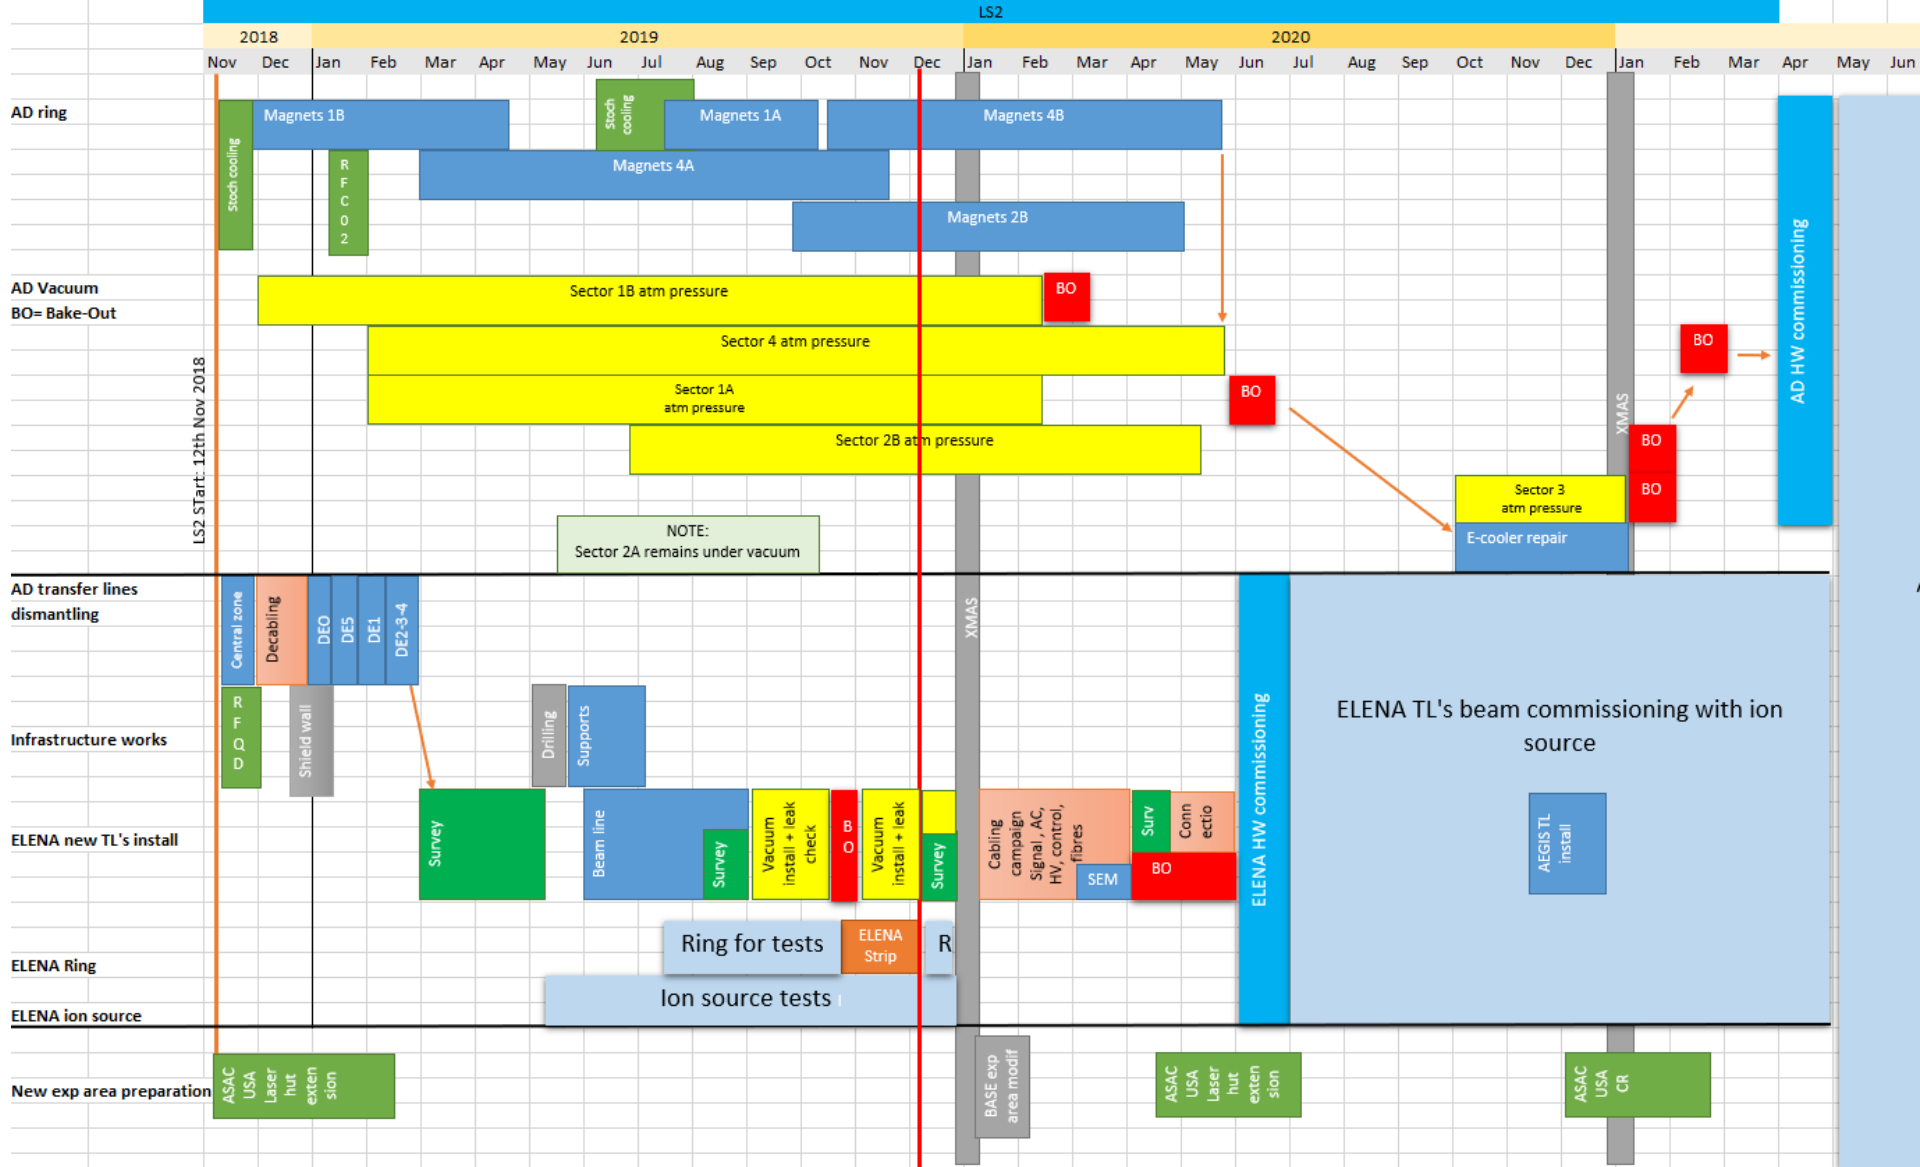 LS2
2018 2019 2020
Nov Dec Jan Feb Mar Apr May Jun Jul Aug Sep Oct Nov Dec Jan Feb Mar Apr May Jun Jul Aug Sep Oct Nov Dec Jan Feb Mar Apr May Jun
LS2 STart: 12th Nov 2018
AD ring
Stoch cooling
Magnets 1B
R
F
C
0
2
Stoch
cooling
Magnets 1A
Magnets 4B
Magnets 4A
Magnets 2B
AD Vacuum
BO= Bake-Out
Sector 1B atm pressure
BO
Sector 4 atm pressure
BO
Sector 1A
atm pressure
BO
Sector 2B atm pressure
BO
Sector 3
atm pressure
BO
E-cooler repair
NOTE:
Sector 2A remains under vacuum
XMAS
AD HW commissioning
AD transfer lines
dismantling
Central zone
Decabling
DE0
DE5
DE1
DE2-3-4
XMAS
Infrastructure works
R
F
Q
D
Shield wall
Drilling
Supports
ELENA new TL's install
Survey
Beam line
Survey
Vacuum
install + leak
check
B
O
Vacuum
install + leak
Survey
Cabling
campaign
Signal , AC,
HV, control,
fibres
SEM
Surv
Conn
ectio
BO
ELENA HW commissioning
ELENA TL's beam commissioning with ion
source
AEGIS TL
install
ELENA Ring
Ring for tests
ELENA
Strip
R
ELENA ion source
Ion source tests
New exp area preparation
ASAC
USA
Laser
hut
exten
sion
BASE exp
area modif
ASAC
USA
Laser
hut
exten
sion
ASAC
USA
CR